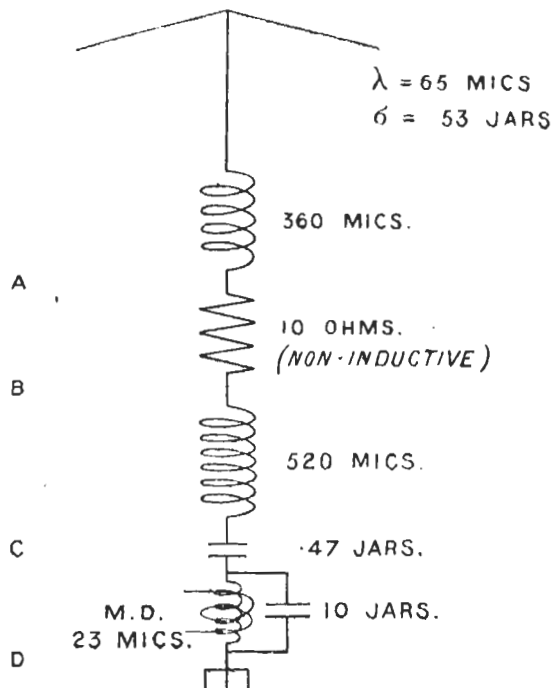 λ = 65 MICS
σ = 53 JARS
360 MICS.
A
10 OHMS.
(NON-INDUCTIVE)
B
520 MICS.
C
·47 JARS.
M.D.
23 MICS.
10 JARS.
D